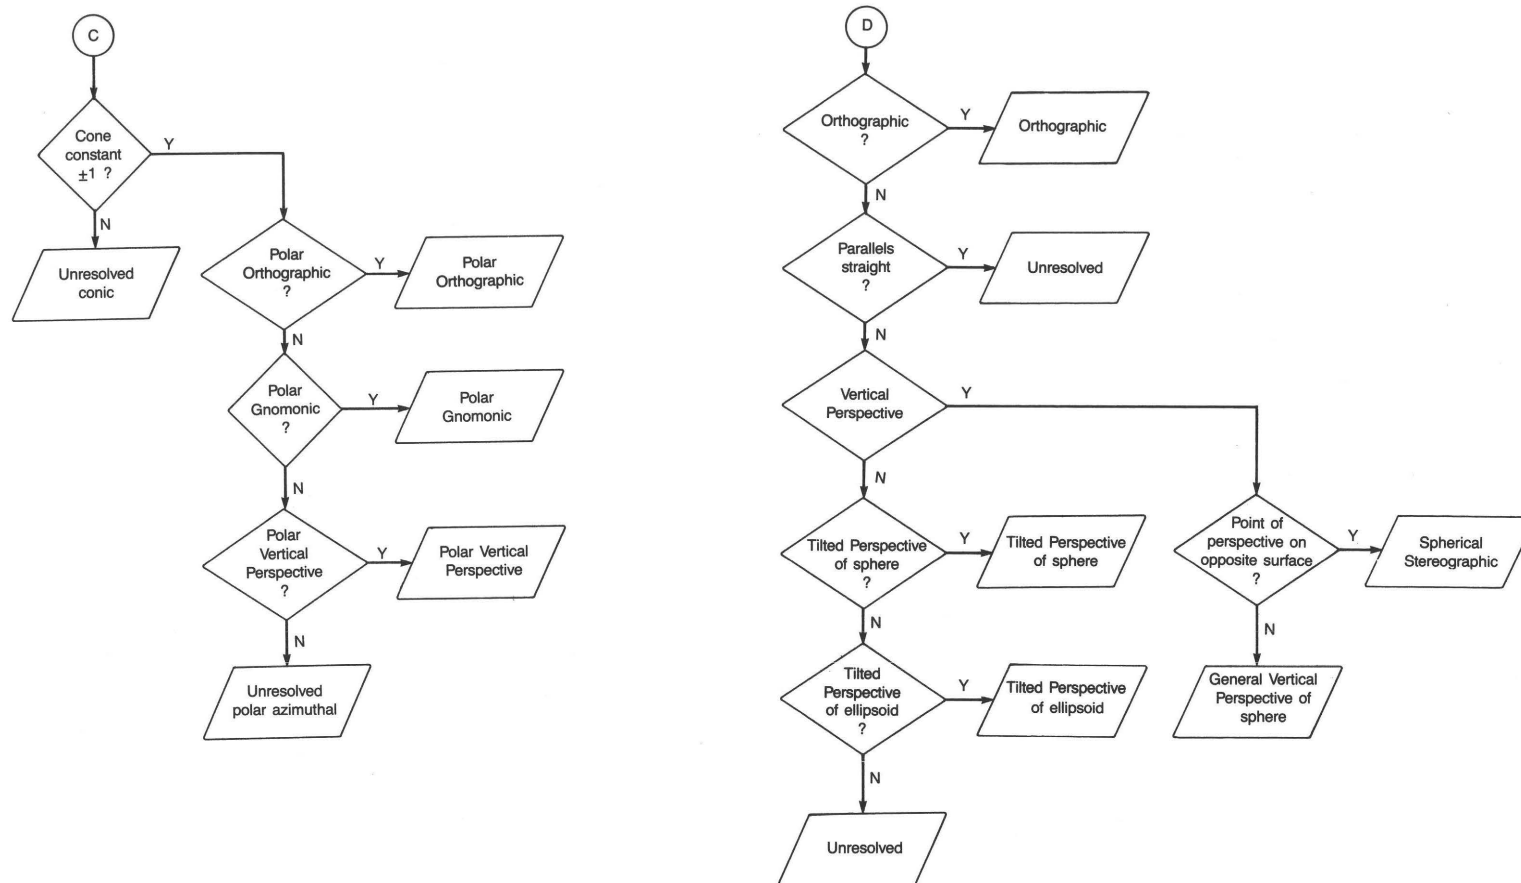 C
Cone
constant
±1 ?
Y
N
Unresolved
conic
Polar
Orthographic
?
Y
Polar
Orthographic
N
Polar
Gnomonic
?
Y
Polar
Gnomonic
N
Polar
Vertical
Perspective
?
Y
Polar Vertical
Perspective
N
Unresolved
polar azimuthal
D
Orthographic
?
Y
Orthographic
N
Parallels
straight
?
Y
Unresolved
N
Vertical
Perspective
Y
N
Tilted Perspective
of sphere
?
Y
Tilted Perspective
of sphere
N
Tilted
Perspective
of ellipsoid
?
Y
Tilted Perspective
of ellipsoid
N
Unresolved
Point of
perspective on
opposite surface
?
Y
Spherical
Stereographic
N
General Vertical
Perspective of
sphere